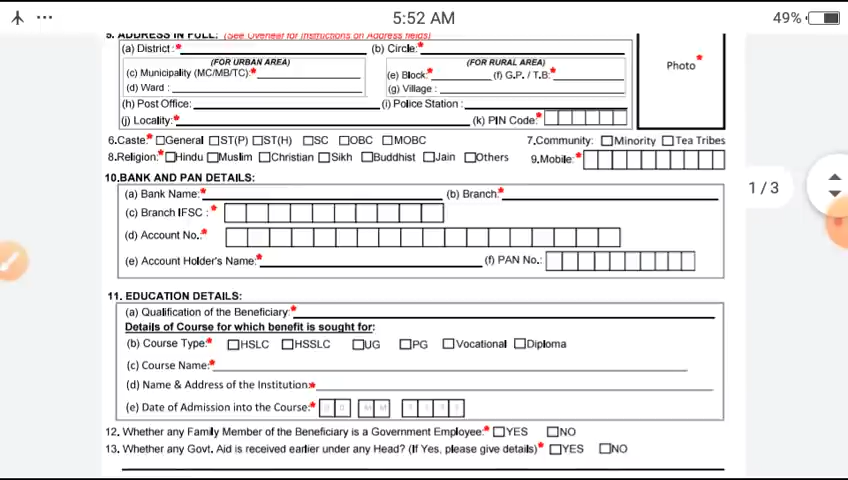 5:52 AM
49%
5. ADDRESS IN FULL: (See Overleaf for Instructions on Address fields)
(a) District :* (b) Circle:*
(FOR URBAN AREA) (FOR RURAL AREA)
(c) Municipality (MC/MB/TC):* (e) Block:* (f) G.P. / T.B:*
(d) Ward : (g) Village :
(h) Post Office: (i) Police Station :
(j) Locality:* (k) PIN Code:*
Photo*
6.Caste:* General ST(P) ST(H) SC OBC MOBC 7.Community: Minority Tea Tribes
8.Religion:* Hindu Muslim Christian Sikh Buddhist Jain Others 9.Mobile:*
1 / 3
10.BANK AND PAN DETAILS:
(a) Bank Name:* (b) Branch:*
(c) Branch IFSC : *
(d) Account No.:*
(e) Account Holder's Name:* (f) PAN No.:
11. EDUCATION DETAILS:
(a) Qualification of the Beneficiary:*
Details of Course for which benefit is sought for:
(b) Course Type:* HSLC HSSLC UG PG Vocational Diploma
(c) Course Name:*
(d) Name & Address of the Institution:*
(e) Date of Admission into the Course:* D D M M Y Y Y Y
12. Whether any Family Member of the Beneficiary is a Government Employee:* YES NO
13. Whether any Govt. Aid is received earlier under any Head? (If Yes, please give details)* YES NO